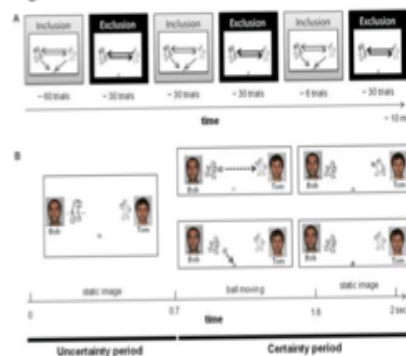 A
Inclusion Exclusion Inclusion Exclusion Inclusion Exclusion
~ 60 trials ~ 30 trials ~ 30 trials ~ 30 trials ~ 6 trials ~ 30 trials
time
~ 10 m
B
Bob Tom Bob Tom Bob Tom
Bob Tom Bob Tom
static image ball moving static image
0 0.7 1.6 2 sec
time
Uncertainty period Certainty period